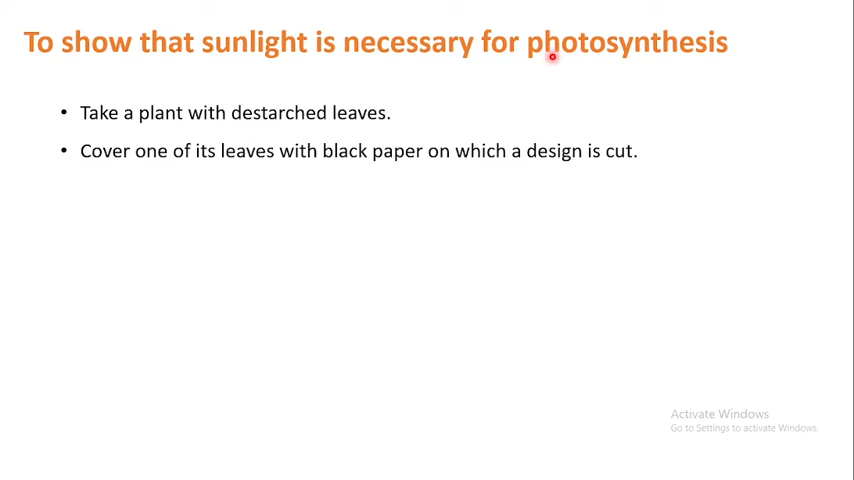 To show that sunlight is necessary for photosynthesis
• Take a plant with destarched leaves.
• Cover one of its leaves with black paper on which a design is cut.
Activate Windows
Go to Settings to activate Windows.